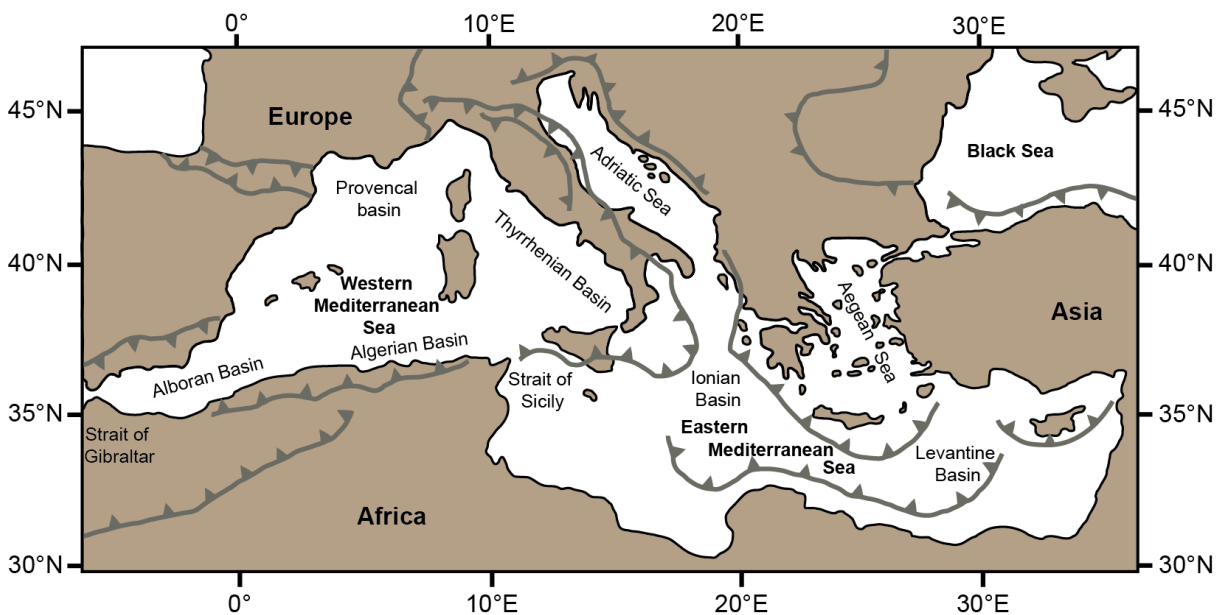 0°
10°E
20°E
30°E
45°N
45°N
Europe
Black Sea
Adriatic Sea
Provencal
basin
Thyrrhenian Basin
40°N
40°N
Western
Mediterranean
Sea
Aegean Sea
Asia
Algerian Basin
Alboran Basin
Strait of
Sicily
Ionian
Basin
35°N
35°N
Strait of
Gibraltar
Eastern
Mediterranean
Sea
Levantine
Basin
Africa
30°N
30°N
0°
10°E
20°E
30°E